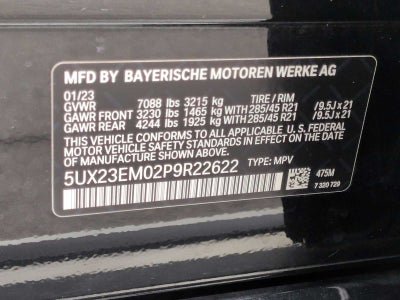 MFD BY BAYERISCHE MOTOREN WERKE AG
01/23
GVWR 7088 lbs 3215 kg TIRE / RIM
GAWR FRONT 3230 lbs 1465 kg WITH 285/45 R21 /9.5J x 21
GAWR REAR 4244 lbs 1925 kg WITH 285/45 R21 /9.5J x 21
THIS VEHICLE CONFORMS TO ALL APPLICABLE U.S. FEDERAL
MOTOR VEHICLE SAFETY STANDARDS IN EFFECT ON
THE DATE OF MANUFACTURE SHOWN ABOVE.
5UX23EM02P9R22622 TYPE: MPV
475M
7 320 720